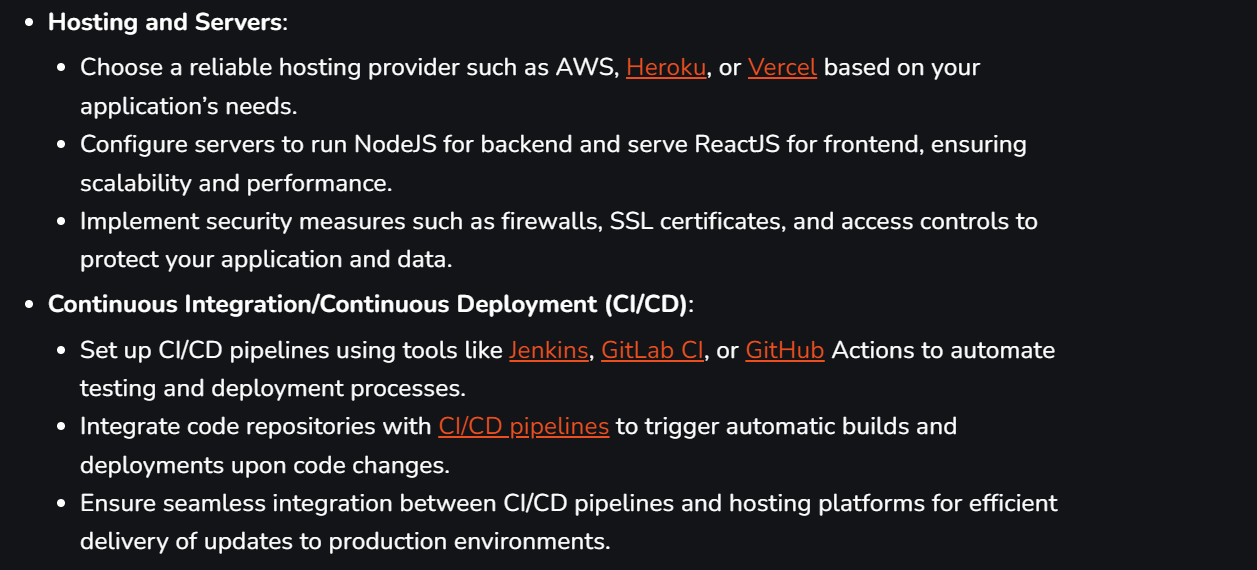 Hosting and Servers:
Choose a reliable hosting provider such as AWS, Heroku, or Vercel based on your
application’s needs.
Configure servers to run NodeJS for backend and serve ReactJS for frontend, ensuring
scalability and performance.
Implement security measures such as firewalls, SSL certificates, and access controls to
protect your application and data.
Continuous Integration/Continuous Deployment (CI/CD):
Set up CI/CD pipelines using tools like Jenkins, GitLab CI, or GitHub Actions to automate
testing and deployment processes.
Integrate code repositories with CI/CD pipelines to trigger automatic builds and
deployments upon code changes.
Ensure seamless integration between CI/CD pipelines and hosting platforms for efficient
delivery of updates to production environments.